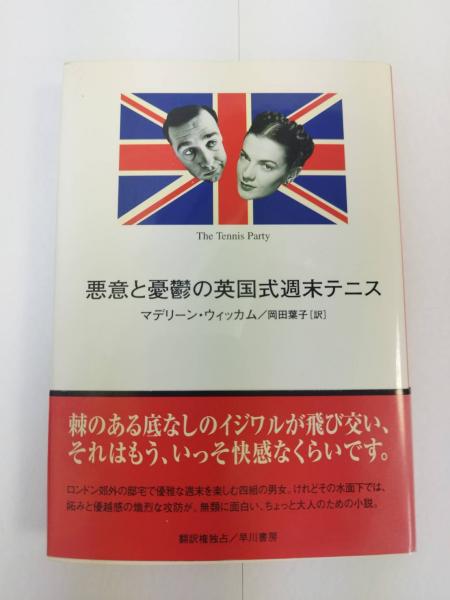 The Tennis Party
悪意と憂鬱の英国式週末テニス
マデリーン・ウィッカム／岡田葉子[訳]
棘のある底なしのイジワルが飛び交い、
それはもう、いっそ快感なくらいです。
ロンドン郊外の邸宅で優雅な週末を楽しむ四組の男女。けれどその水面下では、
妬みと優越感の熾烈な攻防が。無類に面白い、ちょっと大人のための小説。
翻訳権独占／早川書房